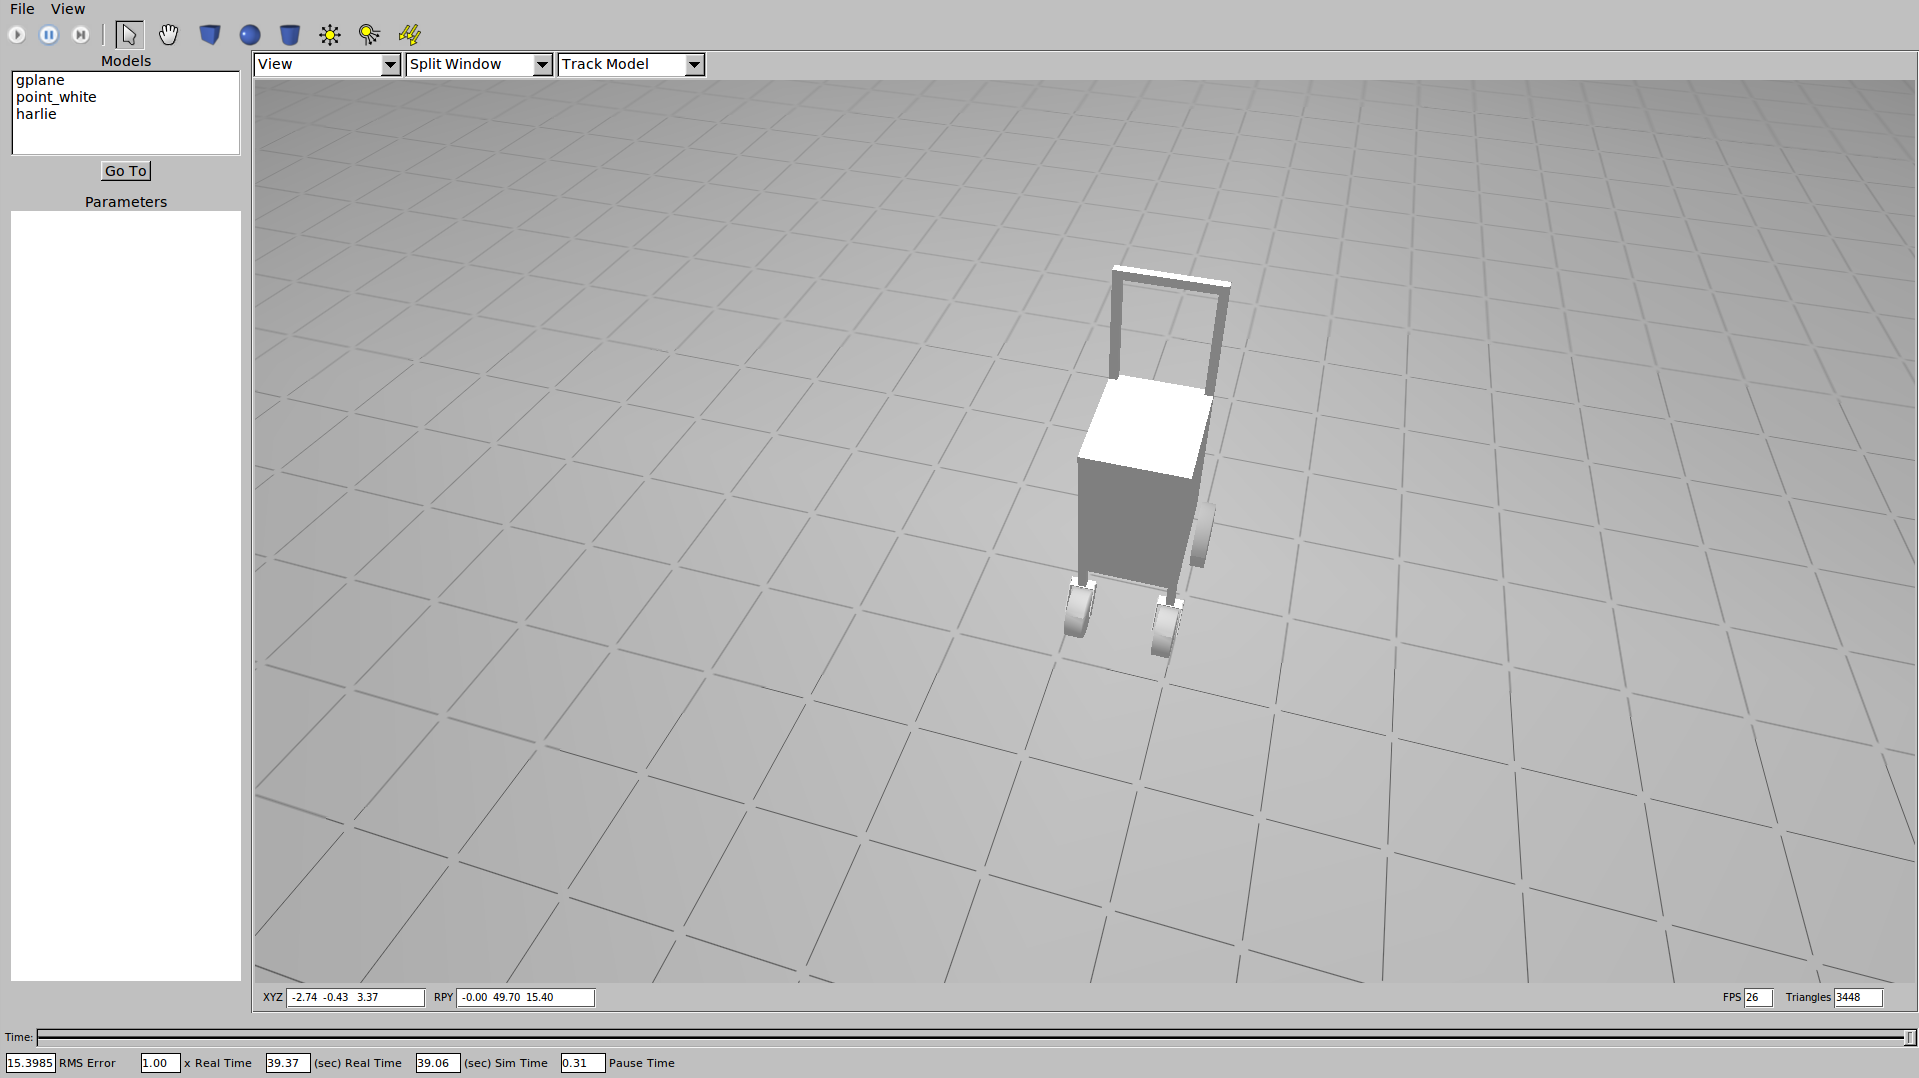 File View
Models
gplane
point_white
harlie
Go To
Parameters
View Split Window Track Model
XYZ -2.74 -0.43 3.37 RPY -0.00 49.70 15.40 FPS 26 Triangles 3448
Time:
15.3985 RMS Error 1.00 x Real Time 39.37 (sec) Real Time 39.06 (sec) Sim Time 0.31 Pause Time